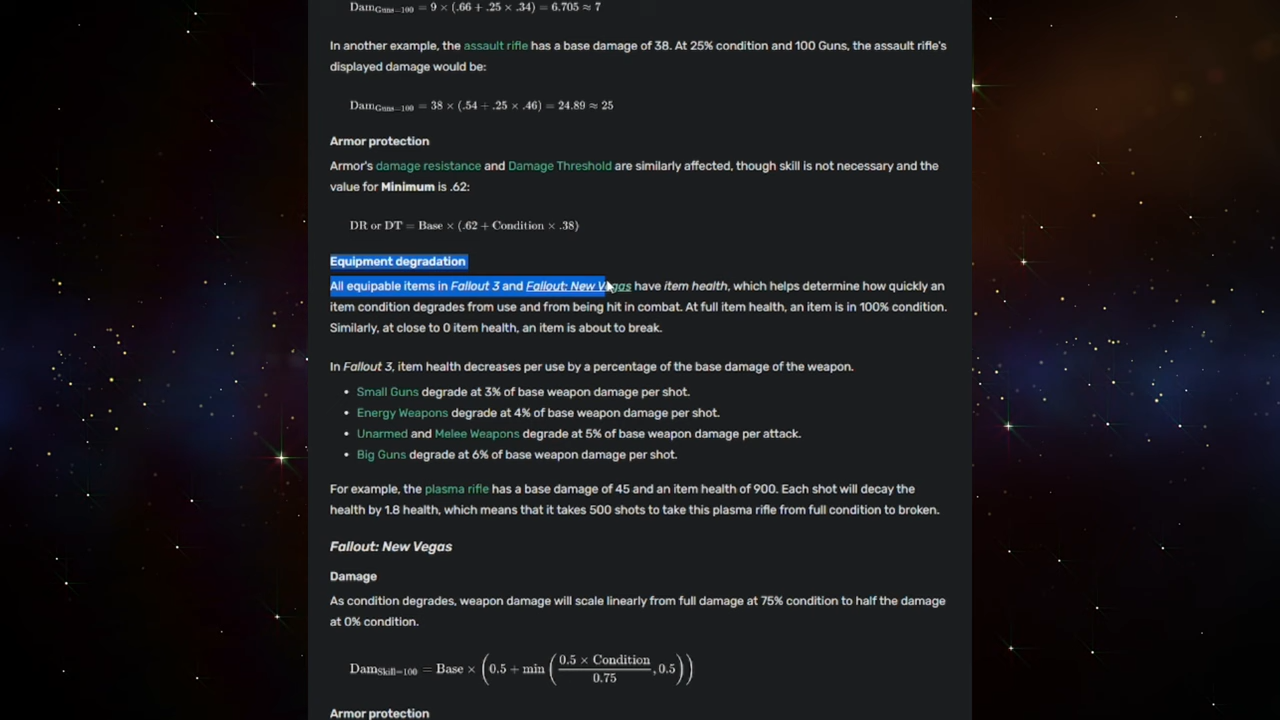 Dam_Guns=100 = 9 × (.66 + .25 × .34) = 6.705 ≈ 7
In another example, the assault rifle has a base damage of 38. At 25% condition and 100 Guns, the assault rifle's
displayed damage would be:
Dam_Guns=100 = 38 × (.54 + .25 × .46) = 24.89 ≈ 25
Armor protection
Armor's damage resistance and Damage Threshold are similarly affected, though skill is not necessary and the
value for Minimum is .62:
DR or DT = Base × (.62 + Condition × .38)
Equipment degradation
All equipable items in Fallout 3 and Fallout: New Vegas have item health, which helps determine how quickly an
item condition degrades from use and from being hit in combat. At full item health, an item is in 100% condition.
Similarly, at close to 0 item health, an item is about to break.
In Fallout 3, item health decreases per use by a percentage of the base damage of the weapon.
• Small Guns degrade at 3% of base weapon damage per shot.
• Energy Weapons degrade at 4% of base weapon damage per shot.
• Unarmed and Melee Weapons degrade at 5% of base weapon damage per attack.
• Big Guns degrade at 6% of base weapon damage per shot.
For example, the plasma rifle has a base damage of 45 and an item health of 900. Each shot will decay the
health by 1.8 health, which means that it takes 500 shots to take this plasma rifle from full condition to broken.
Fallout: New Vegas
Damage
As condition degrades, weapon damage will scale linearly from full damage at 75% condition to half the damage
at 0% condition.
Dam_Skill=100 = Base × (0.5 + min(0.5 × Condition / 0.75, 0.5))
Armor protection